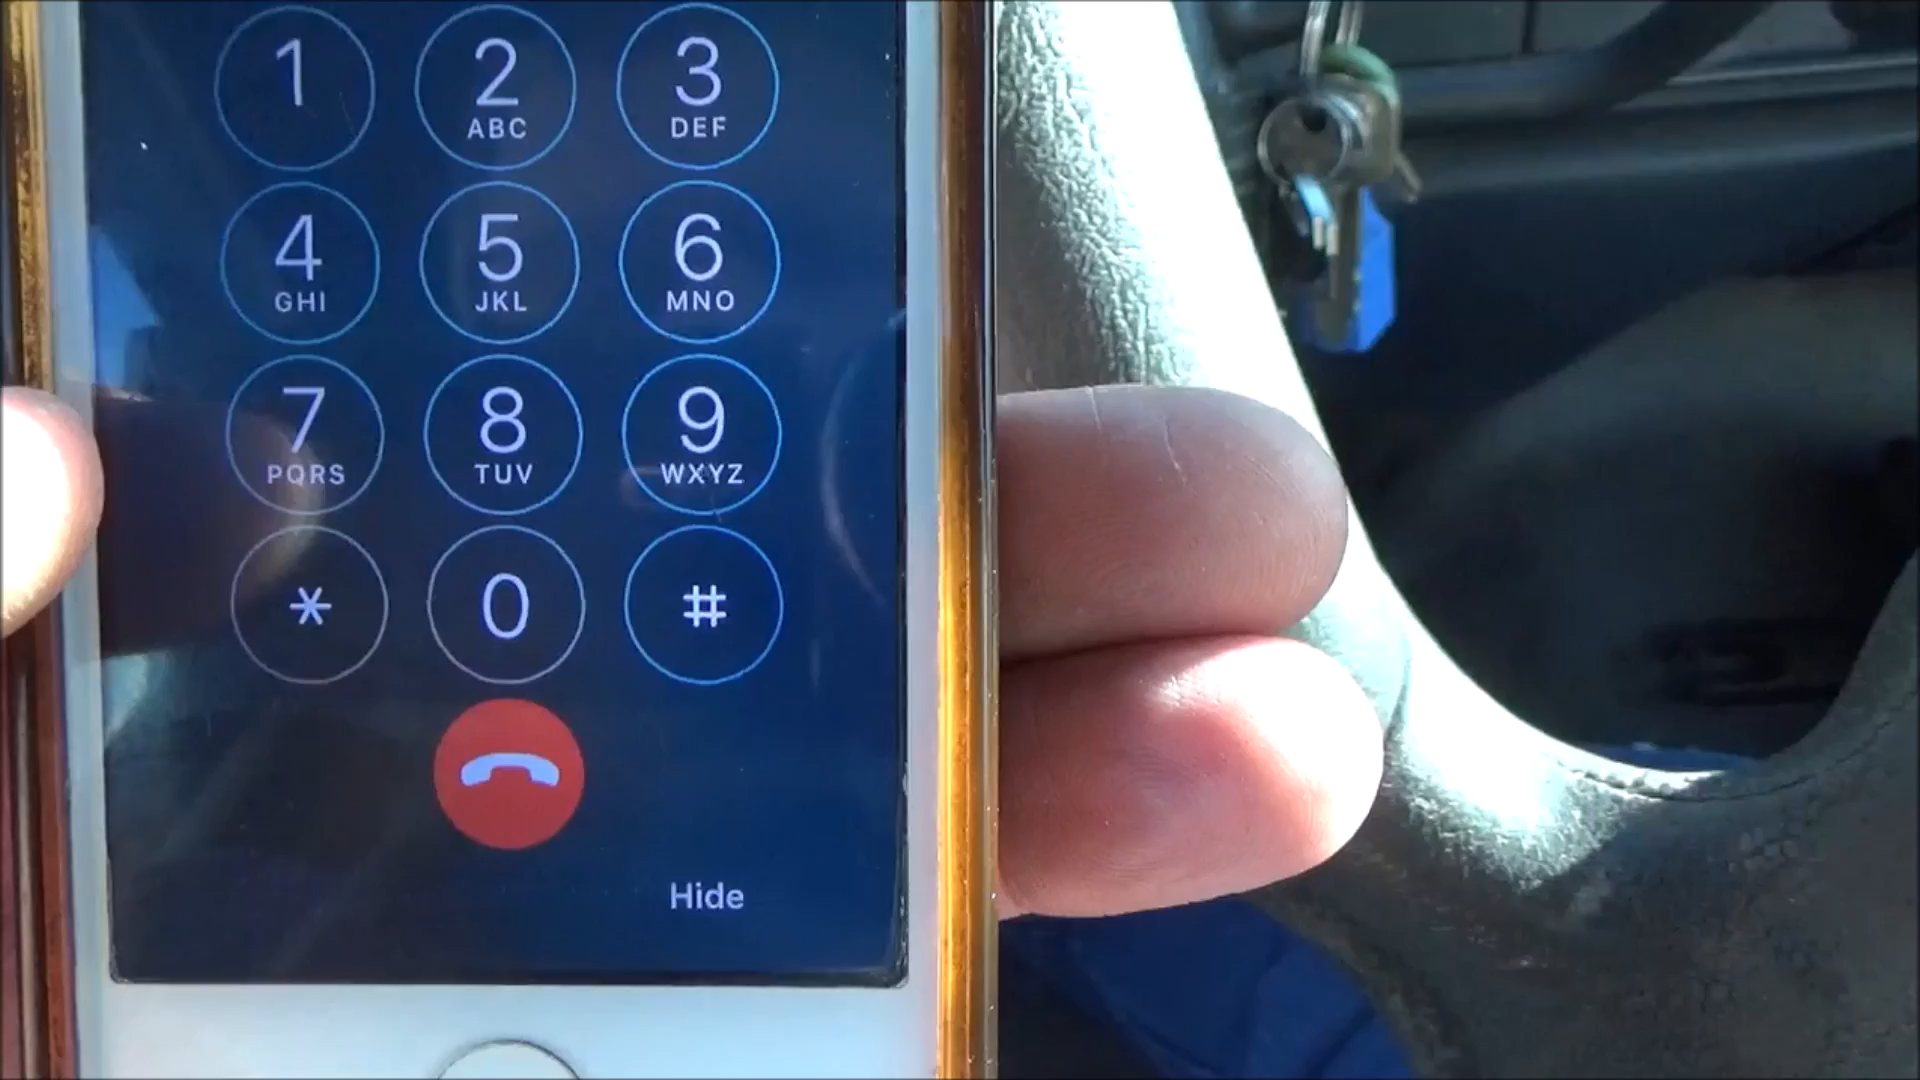 1 2 3
ABC DEF
4 5 6
GHI JKL MNO
7 8 9
PQRS TUV WXYZ
* 0 #
Hide